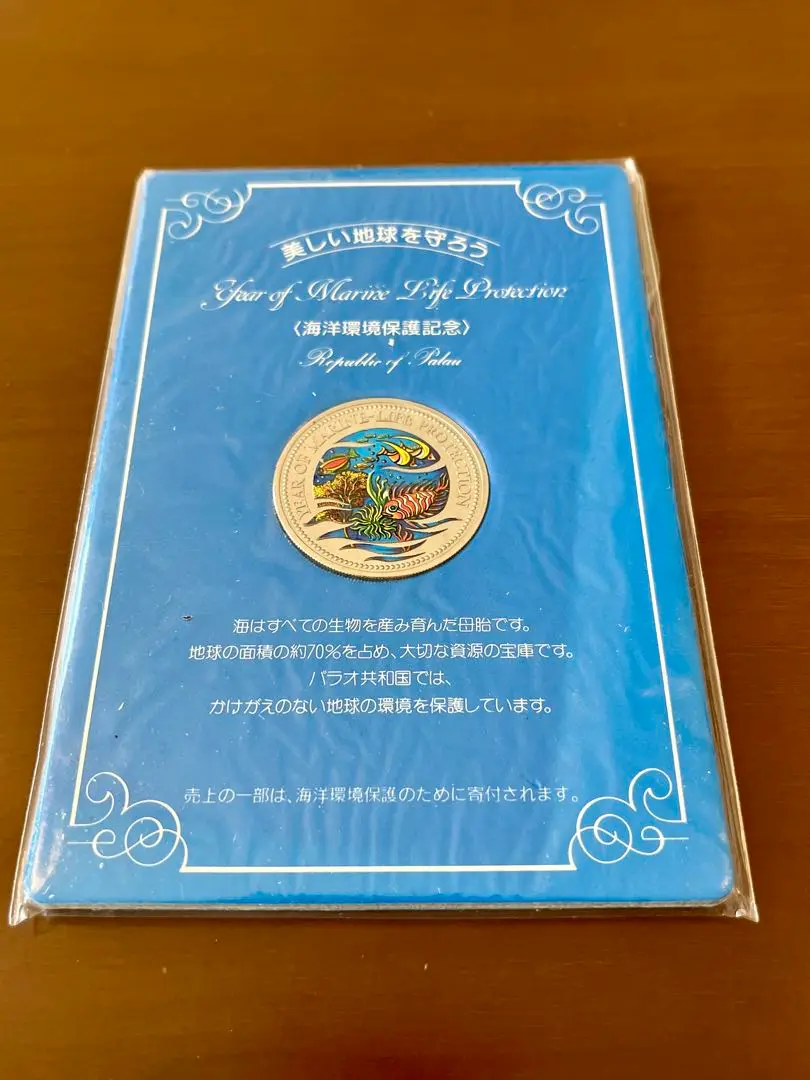 美しい地球を守ろう
Year of Marine Life Protection
〈海洋環境保護記念〉
Republic of Palau
YEAR OF MARINE-LIFE PROTECTION
海はすべての生物を産み育んだ母胎です。
地球の面積の約70%を占め、大切な資源の宝庫です。
パラオ共和国では、
かけがえのない地球の環境を保護しています。
売上の一部は、海洋環境保護のために寄付されます。